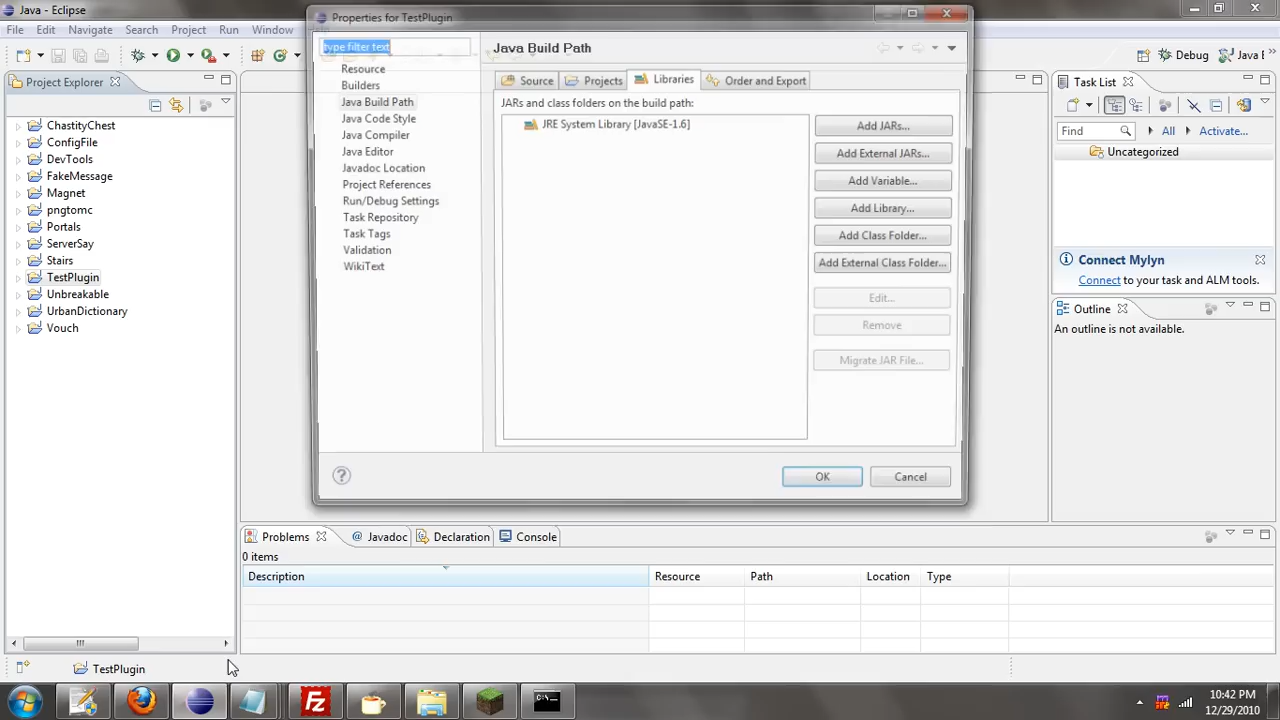 Java - Eclipse
File Edit Navigate Search Project Run Window
Debug Java E »
Project Explorer
ChastityChest
ConfigFile
DevTools
FakeMessage
Magnet
pngtomc
Portals
ServerSay
Stairs
TestPlugin
Unbreakable
UrbanDictionary
Vouch
Properties for TestPlugin
type filter text
Resource
Builders
Java Build Path
Java Code Style
Java Compiler
Java Editor
Javadoc Location
Project References
Run/Debug Settings
Task Repository
Task Tags
Validation
WikiText
Java Build Path
Source Projects Libraries Order and Export
JARs and class folders on the build path:
JRE System Library [JavaSE-1.6]
Add JARs...
Add External JARs...
Add Variable...
Add Library...
Add Class Folder...
Add External Class Folder...
Edit...
Remove
Migrate JAR File...
?
OK Cancel
Task List
Find All Activate...
Uncategorized
Connect Mylyn
Connect to your task and ALM tools.
Outline
An outline is not available.
Problems @ Javadoc Declaration Console
0 items
Description Resource Path Location Type
TestPlugin
Fz
10:42 PM
12/29/2010